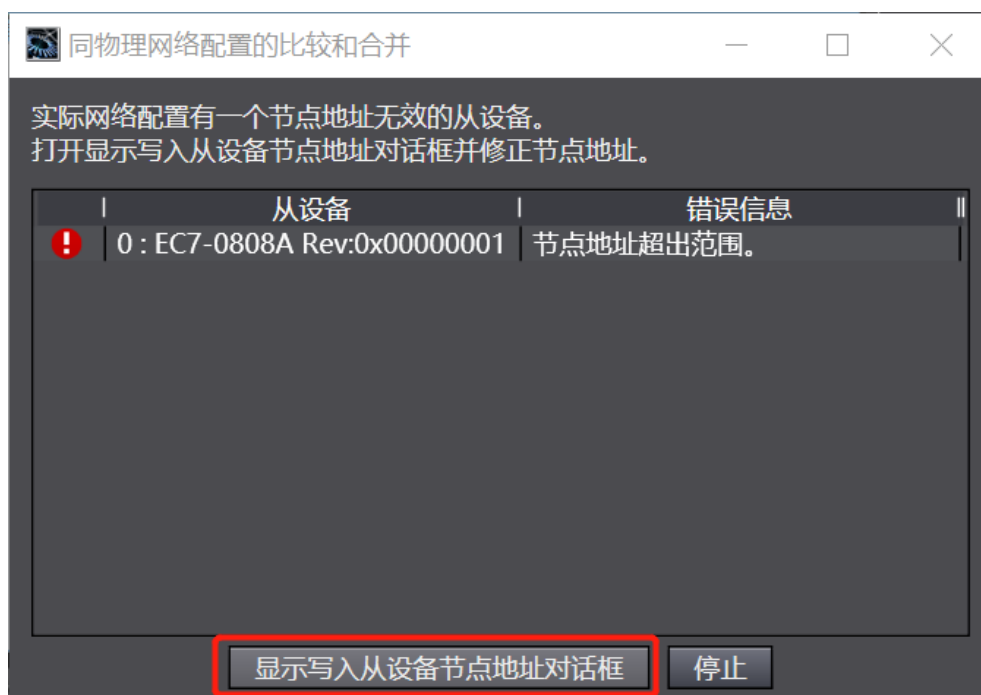 同物理网络配置的比较和合并
实际网络配置有一个节点地址无效的从设备。
打开显示写入从设备节点地址对话框并修正节点地址。
从设备 错误信息
0 : EC7-0808A Rev:0x00000001 节点地址超出范围。
显示写入从设备节点地址对话框 停止